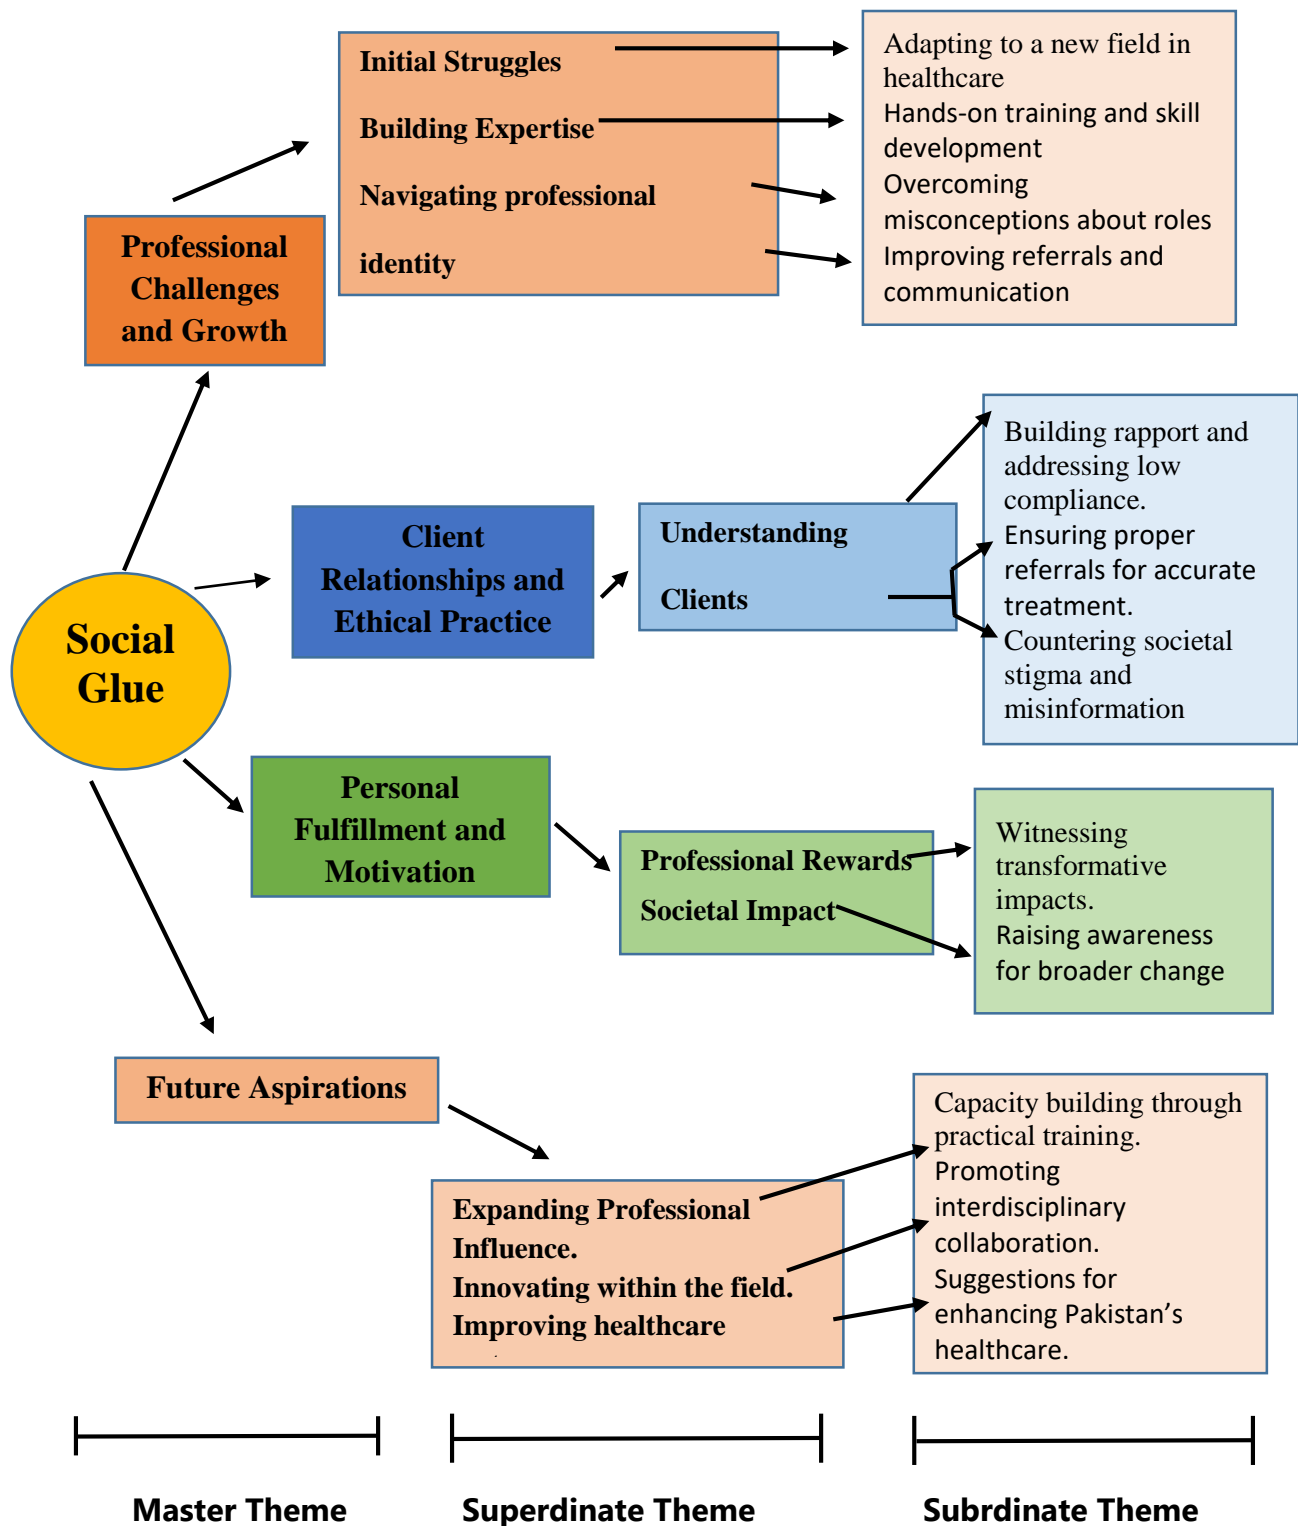 Initial Struggles
Building Expertise
Navigating professional
identity
Adapting to a new field in
healthcare
Hands-on training and skill
development
Overcoming
misconceptions about roles
Improving referrals and
communication
Professional
Challenges
and Growth
Social
Glue
Client
Relationships and
Ethical Practice
Understanding
Clients
Building rapport and
addressing low
compliance.
Ensuring proper
referrals for accurate
treatment.
Countering societal
stigma and
misinformation
Personal
Fulfillment and
Motivation
Professional Rewards
Societal Impact
Witnessing
transformative
impacts.
Raising awareness
for broader change
Future Aspirations
Expanding Professional
Influence.
Innovating within the field.
Improving healthcare
Capacity building through
practical training.
Promoting
interdisciplinary
collaboration.
Suggestions for
enhancing Pakistan’s
healthcare.
Master Theme
Superdinate Theme
Subrdinate Theme